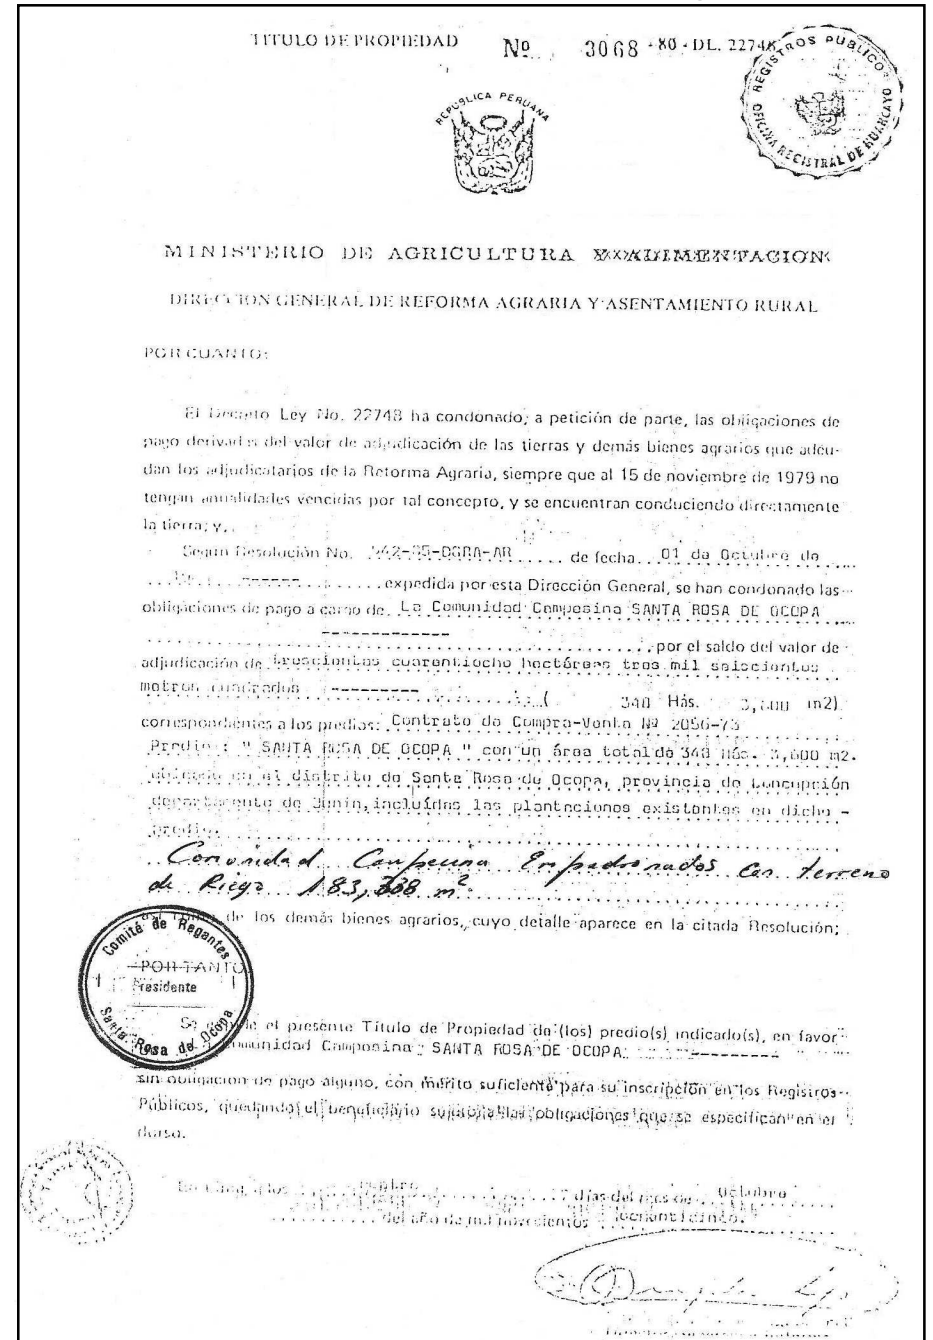 TITULO DE PROPIEDAD Nº 3068 - 80 - DL. 22748
REGISTROS PUBLICOS
OFICINA REGISTRAL DE HUANCAYO
REPUBLICA PERUANA
MINISTERIO DE AGRICULTURA Y ALIMENTACION
DIRECCION GENERAL DE REFORMA AGRARIA Y ASENTAMIENTO RURAL
POR CUANTO:
El Decreto Ley No. 22748 ha condonado, a petición de parte, las obligaciones de
pago derivadas del valor de adjudicación de las tierras y demás bienes agrarios que adeu-
dan los adjudicatarios de la Reforma Agraria, siempre que al 15 de noviembre de 1979 no
tengan anualidades vencidas por tal concepto, y se encuentran conduciendo directamente
la tierra; y,
Según Resolución No. 342-85-DGRA-AR de fecha 01 de Octubre de
expedida por esta Dirección General, se han condonado las
obligaciones de pago a cargo de La Comunidad Campesina SANTA ROSA DE OCOPA
------------- por el saldo del valor de
adjudicación de trescientas cuarentiocho hectáreas tres mil seiscientos
metros cuadrados --------- ( 348 Hás. 3,600 m2)
correspondientes a los predios: Contrato de Compra-Venta Nº 2056-73
Predio : " SANTA ROSA DE OCOPA " con un área total de 348 Hás. 3,600 m2.
ubicado en el distrito de Santa Rosa de Ocopa, provincia de Concepción
departamento de Junín, incluídas las plantaciones existentes en dicho -
predio.
Comunidad Campecina Empadronados con terreno
de Riego 183, m²
de los demás bienes agrarios, cuyo detalle aparece en la citada Resolución;
Comité de Regantes
POR TANTO
Presidente
Santa Rosa de Ocopa
Se el presente Título de Propiedad de (los) predio(s) indicado(s), en favor
Comunidad Campesina SANTA ROSA DE OCOPA ---------
sin obligación de pago alguno, con mérito suficiente para su inscripción en los Registros
Públicos, quedando el beneficiario sujeto a las obligaciones que se especifican en el
dorso.
días del mes de Octubre
del año de mil novecientos ochenticinco.